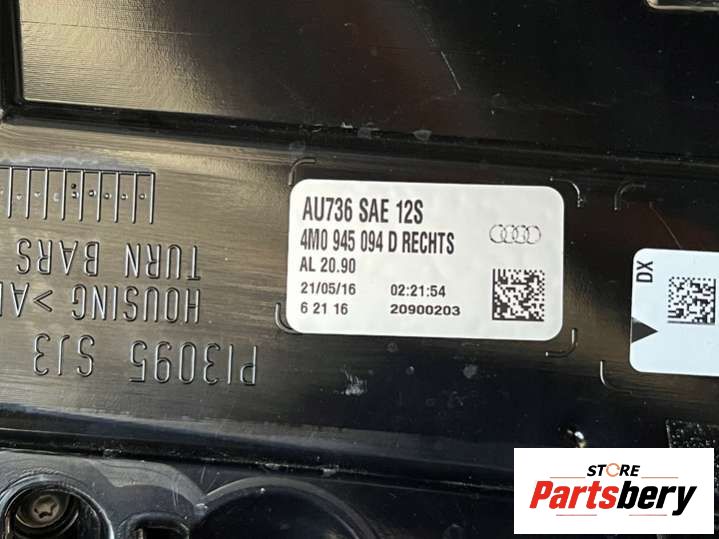 AU736 SAE 12S
4M0 945 094 D RECHTS
AL 20.90
21/05/16 02:21:54
6 21 16 20900203
DX
TURN BARS
HOUSING >A
PI3095 SJ3
STORE
Partsbery